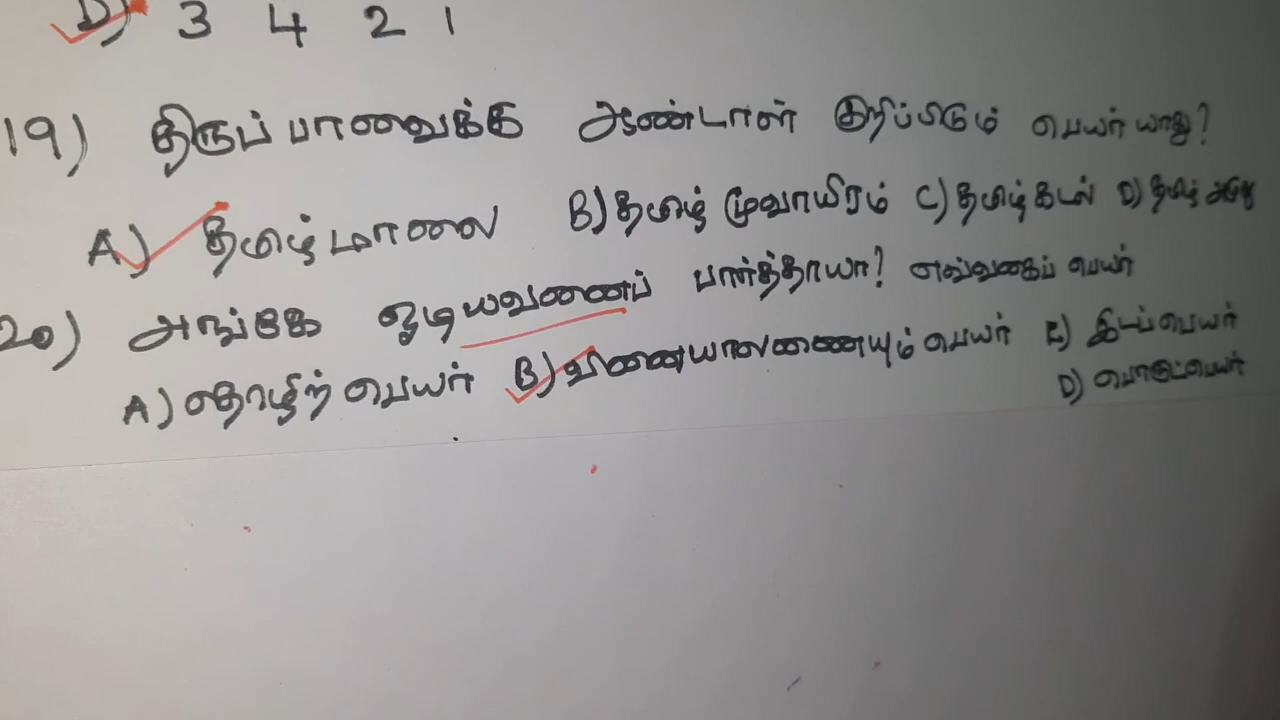 D) 3 4 2 1
19) திருப்பாவைக்கு ஆண்டாள் குறிப்பிடும் பெயர் யாது?
A) தமிழ் மாலை B) தமிழ் மூவாயிரம் C) தமிழ் கடல் D) தமிழ்
20) அங்கே ஓடியவனைப் பார்த்தாயா? எவ்வகைப் பெயர்
A) தொழிற் பெயர் B) வினையாலணையும் பெயர் C) இடப்பெயர்
D) பொருட்பெயர்